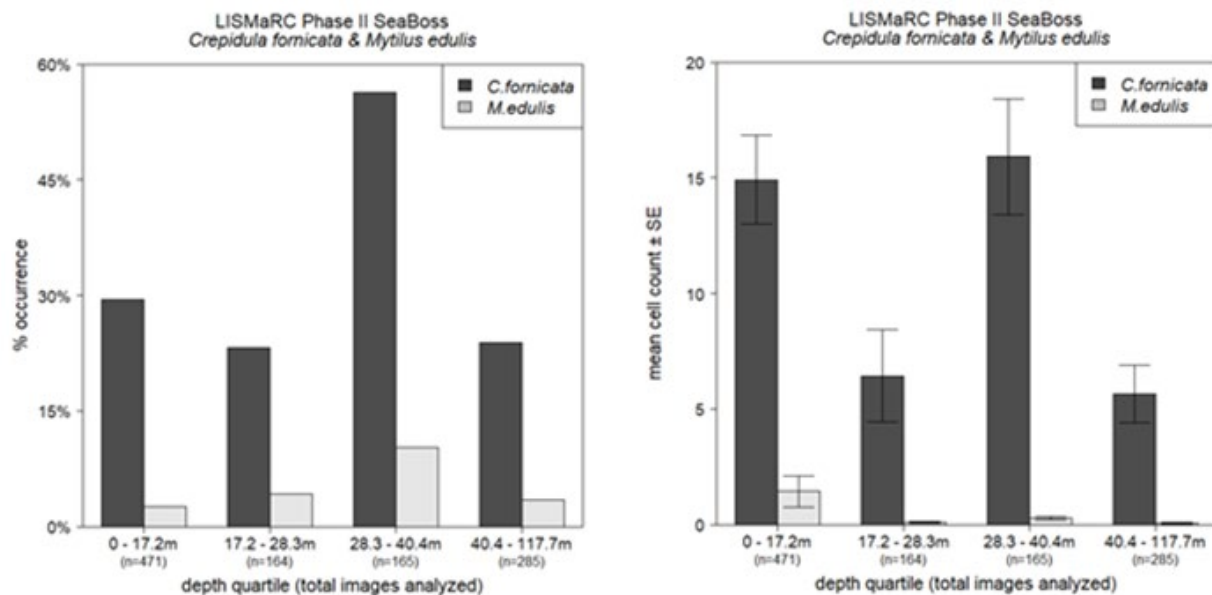 LISMaRC Phase II SeaBoss
Crepidula fornicata & Mytilus edulis
C.fornicata
M.edulis
60%
45%
30%
15%
0%
% occurrence
0 - 17.2m
(n=471)
17.2 - 28.3m
(n=164)
28.3 - 40.4m
(n=165)
40.4 - 117.7m
(n=285)
depth quartile (total images analyzed)
LISMaRC Phase II SeaBoss
Crepidula fornicata & Mytilus edulis
C.fornicata
M.edulis
20
15
10
5
0
mean cell count ± SE
0 - 17.2m
(n=471)
17.2 - 28.3m
(n=164)
28.3 - 40.4m
(n=165)
40.4 - 117.7m
(n=285)
depth quartile (total images analyzed)